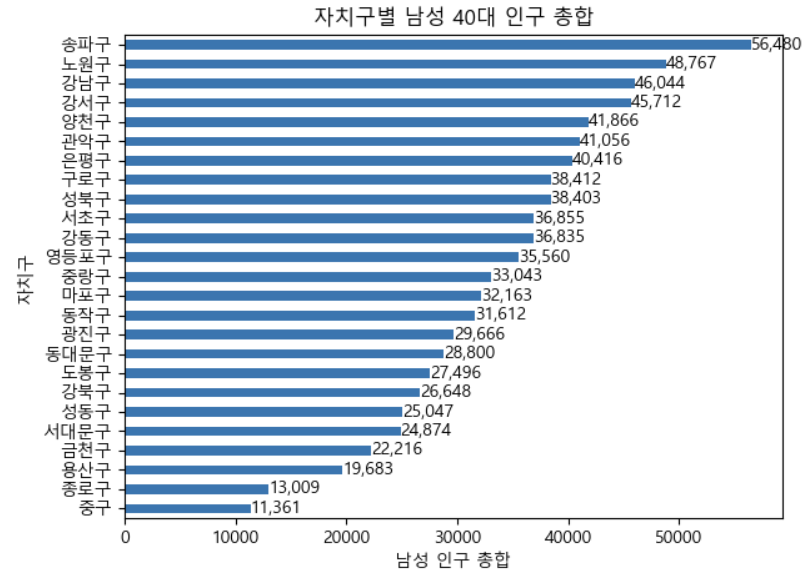 자치구별 남성 40대 인구 총합
송파구 56,480
노원구 48,767
강남구 46,044
강서구 45,712
양천구 41,866
관악구 41,056
은평구 40,416
구로구 38,412
성북구 38,403
서초구 36,855
강동구 36,835
영등포구 35,560
중랑구 33,043
마포구 32,163
동작구 31,612
광진구 29,666
동대문구 28,800
도봉구 27,496
강북구 26,648
성동구 25,047
서대문구 24,874
금천구 22,216
용산구 19,683
종로구 13,009
중구 11,361
자치구
0 10000 20000 30000 40000 50000
남성 인구 총합